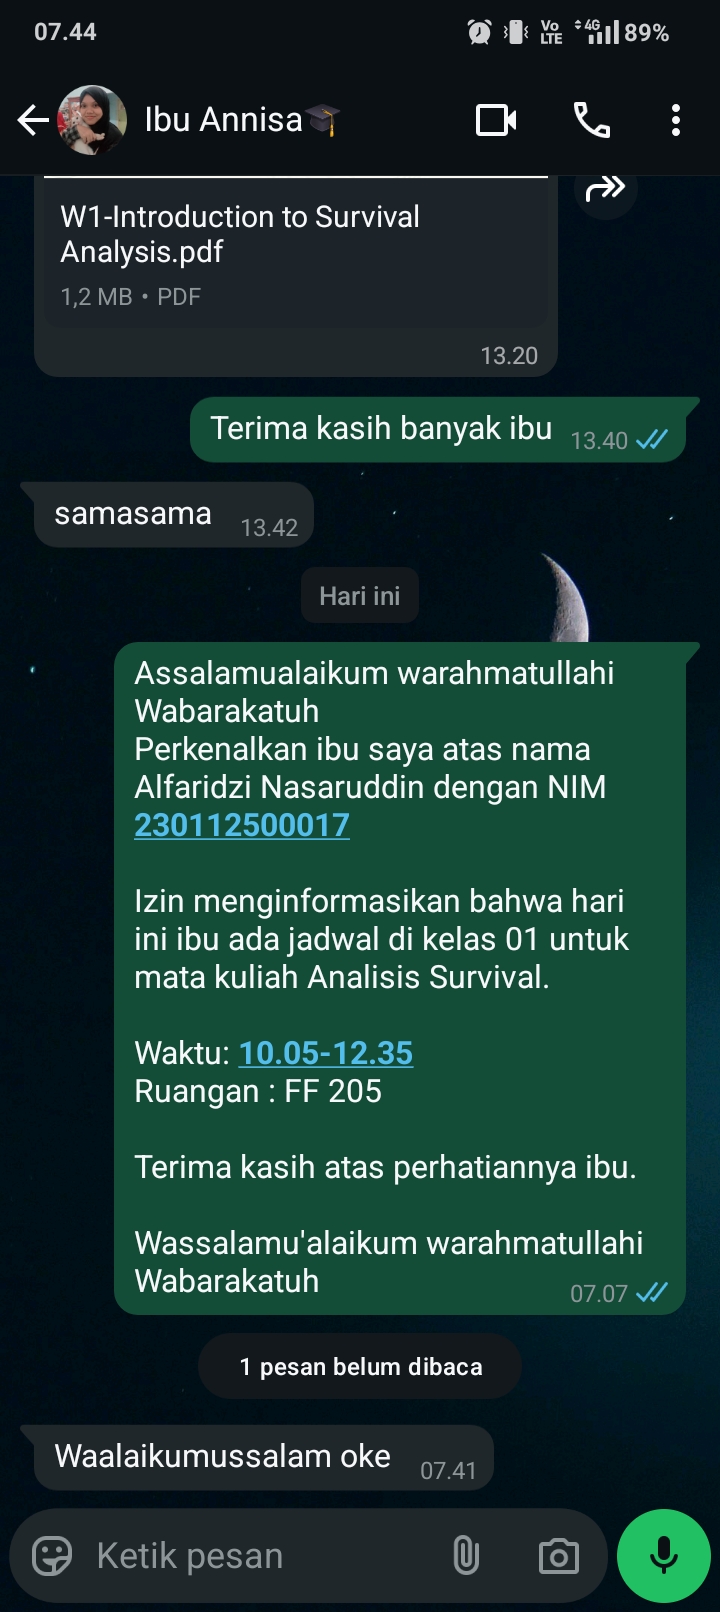 07.44
Vo
LTE
4G
89%
Ibu Annisa🎓
W1-Introduction to Survival
Analysis.pdf
1,2 MB • PDF
13.20
Terima kasih banyak ibu 13.40
samasama 13.42
Hari ini
Assalamualaikum warahmatullahi
Wabarakatuh
Perkenalkan ibu saya atas nama
Alfaridzi Nasaruddin dengan NIM
230112500017
Izin menginformasikan bahwa hari
ini ibu ada jadwal di kelas 01 untuk
mata kuliah Analisis Survival.
Waktu: 10.05-12.35
Ruangan : FF 205
Terima kasih atas perhatiannya ibu.
Wassalamu'alaikum warahmatullahi
Wabarakatuh 07.07
1 pesan belum dibaca
Waalaikumussalam oke 07.41
Ketik pesan